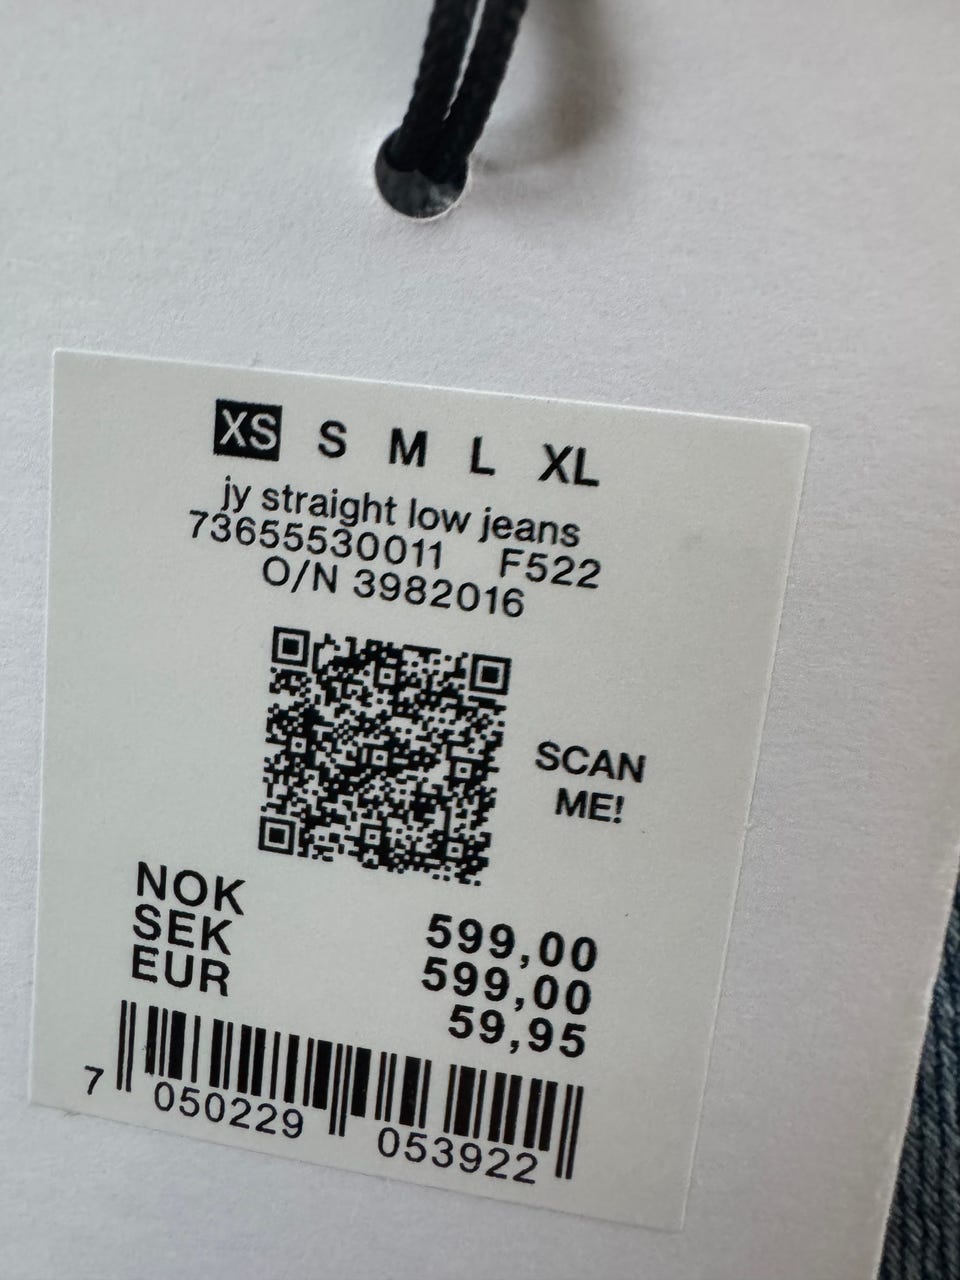 XS S M L XL
jy straight low jeans
73655530011 F522
O/N 3982016
SCAN
ME!
NOK 599,00
SEK 599,00
EUR 59,95
7 050229 053922